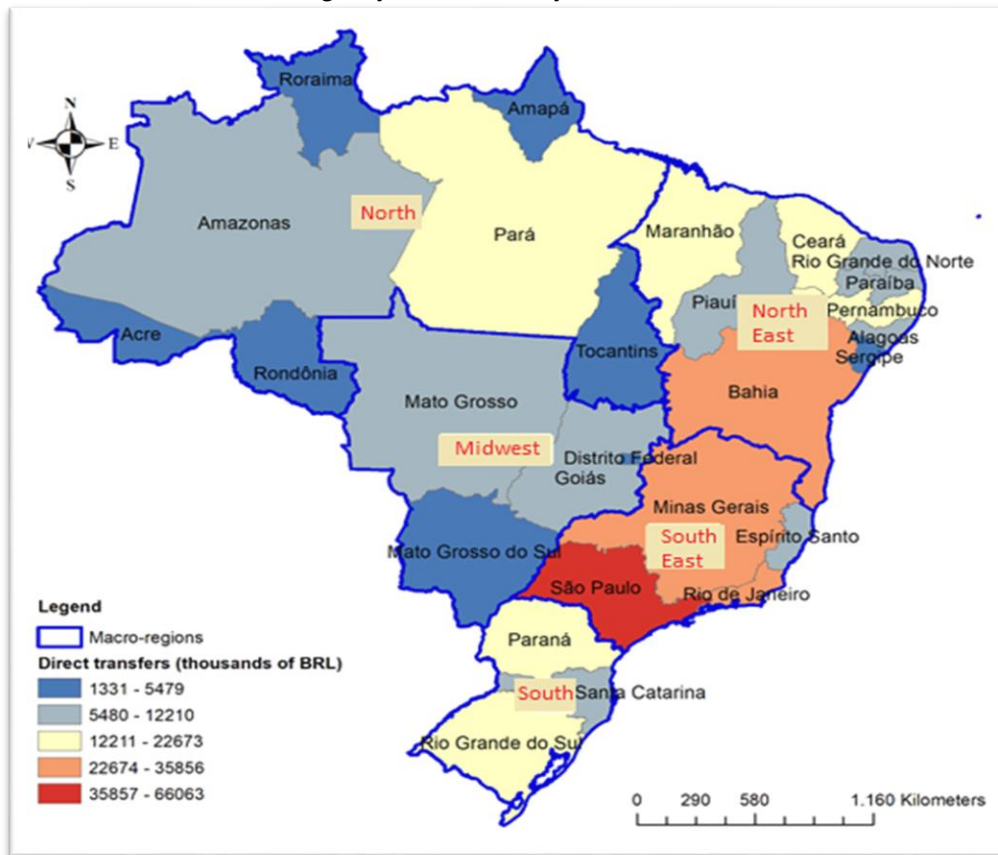 Roraima
Amapá
N
E
S
Amazonas
North
Pará
Maranhão
Ceará
Rio Grande do Norte
Paraíba
Piauí
North
East
Pernambuco
Alagoas
Sergipe
Acre
Rondônia
Tocantins
Bahia
Mato Grosso
Midwest
Distrito Federal
Goiás
Minas Gerais
South
East
Espírito Santo
Mato Grosso do Sul
São Paulo
Rio de Janeiro
Paraná
South
Santa Catarina
Rio Grande do Sul
Legend
Macro-regions
Direct transfers (thousands of BRL)
1331 - 5479
5480 - 12210
12211 - 22673
22674 - 35856
35857 - 66063
0 290 580 1.160 Kilometers